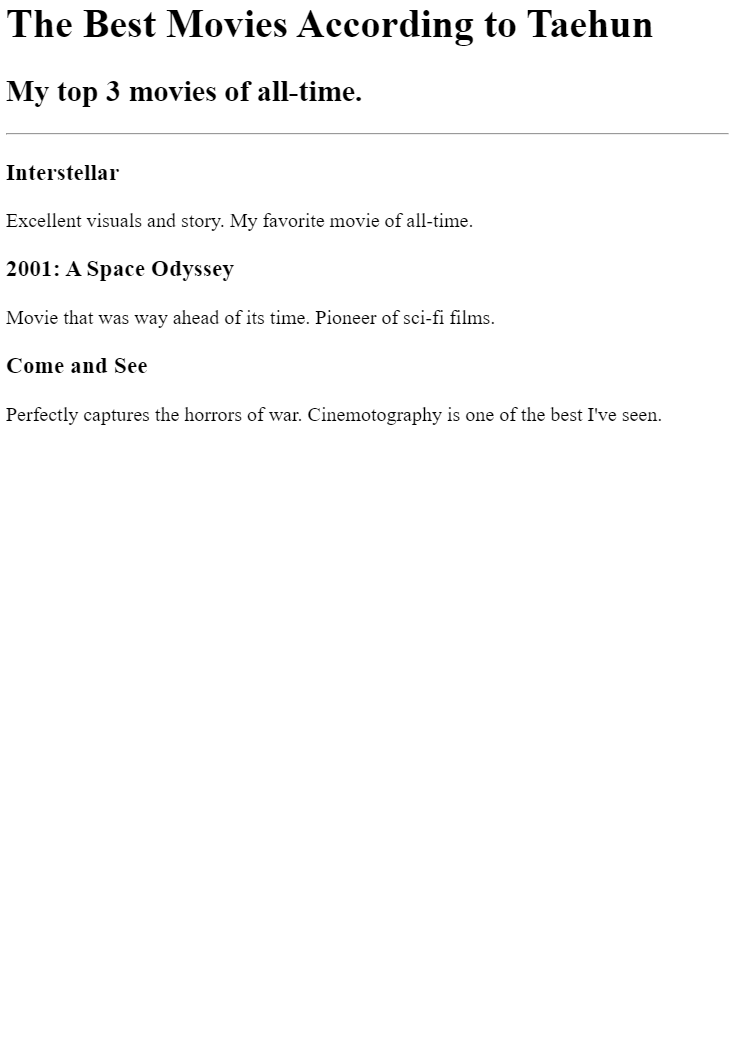 The Best Movies According to Taehun
My top 3 movies of all-time.
Interstellar
Excellent visuals and story. My favorite movie of all-time.
2001: A Space Odyssey
Movie that was way ahead of its time. Pioneer of sci-fi films.
Come and See
Perfectly captures the horrors of war. Cinemotography is one of the best I've seen.